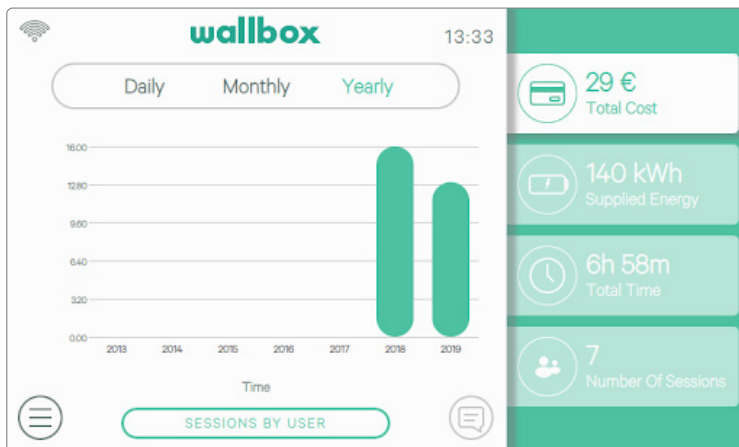 wallbox
13:33
Daily Monthly Yearly
16.00
12.80
9.60
6.40
3.20
0.00
2013 2014 2015 2016 2017 2018 2019
Time
SESSIONS BY USER
29 €
Total Cost
140 kWh
Supplied Energy
6h 58m
Total Time
7
Number Of Sessions